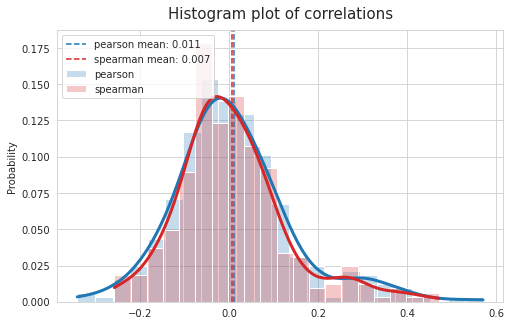 Histogram plot of correlations
0.175
0.150
0.125
0.100
0.075
0.050
0.025
0.000
Probability
pearson mean: 0.011
spearman mean: 0.007
pearson
spearman
−0.2
0.0
0.2
0.4
0.6